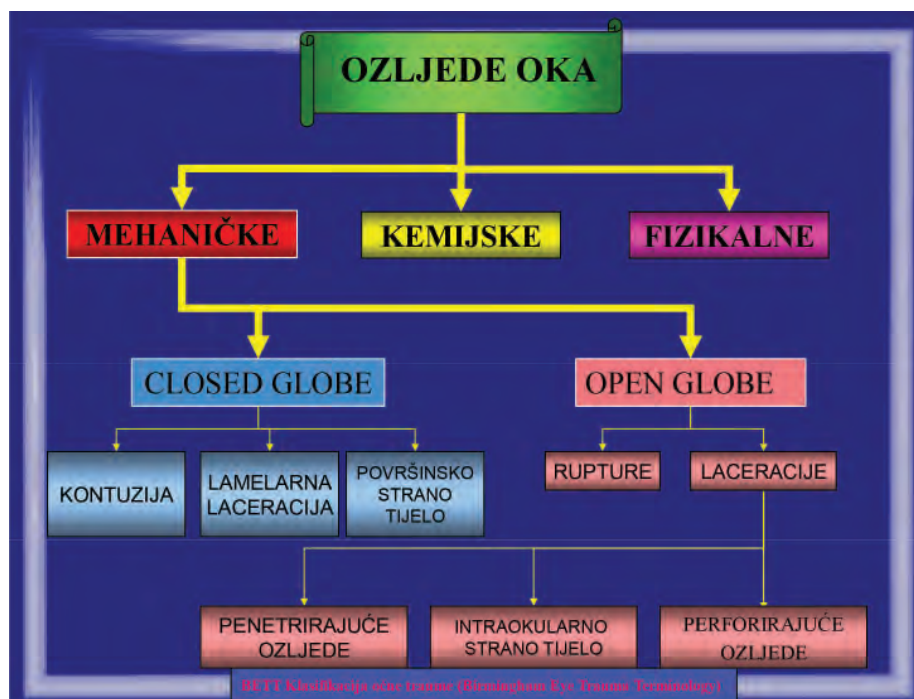 OZLJEDE OKA
MEHANIČKE
KEMIJSKE
FIZIKALNE
CLOSED GLOBE
OPEN GLOBE
KONTUZIJA
LAMELARNA
LACERACIJA
POVRŠINSKO
STRANO
TIJELO
RUPTURE
LACERACIJE
PENETRIRAJUĆE
OZLJEDE
INTRAOKULARNO
STRANO TIJELO
PERFORIRAJUĆE
OZLJEDE
BETT Klasifikacija očne traume (Birmingham Eye Trauma Terminology)